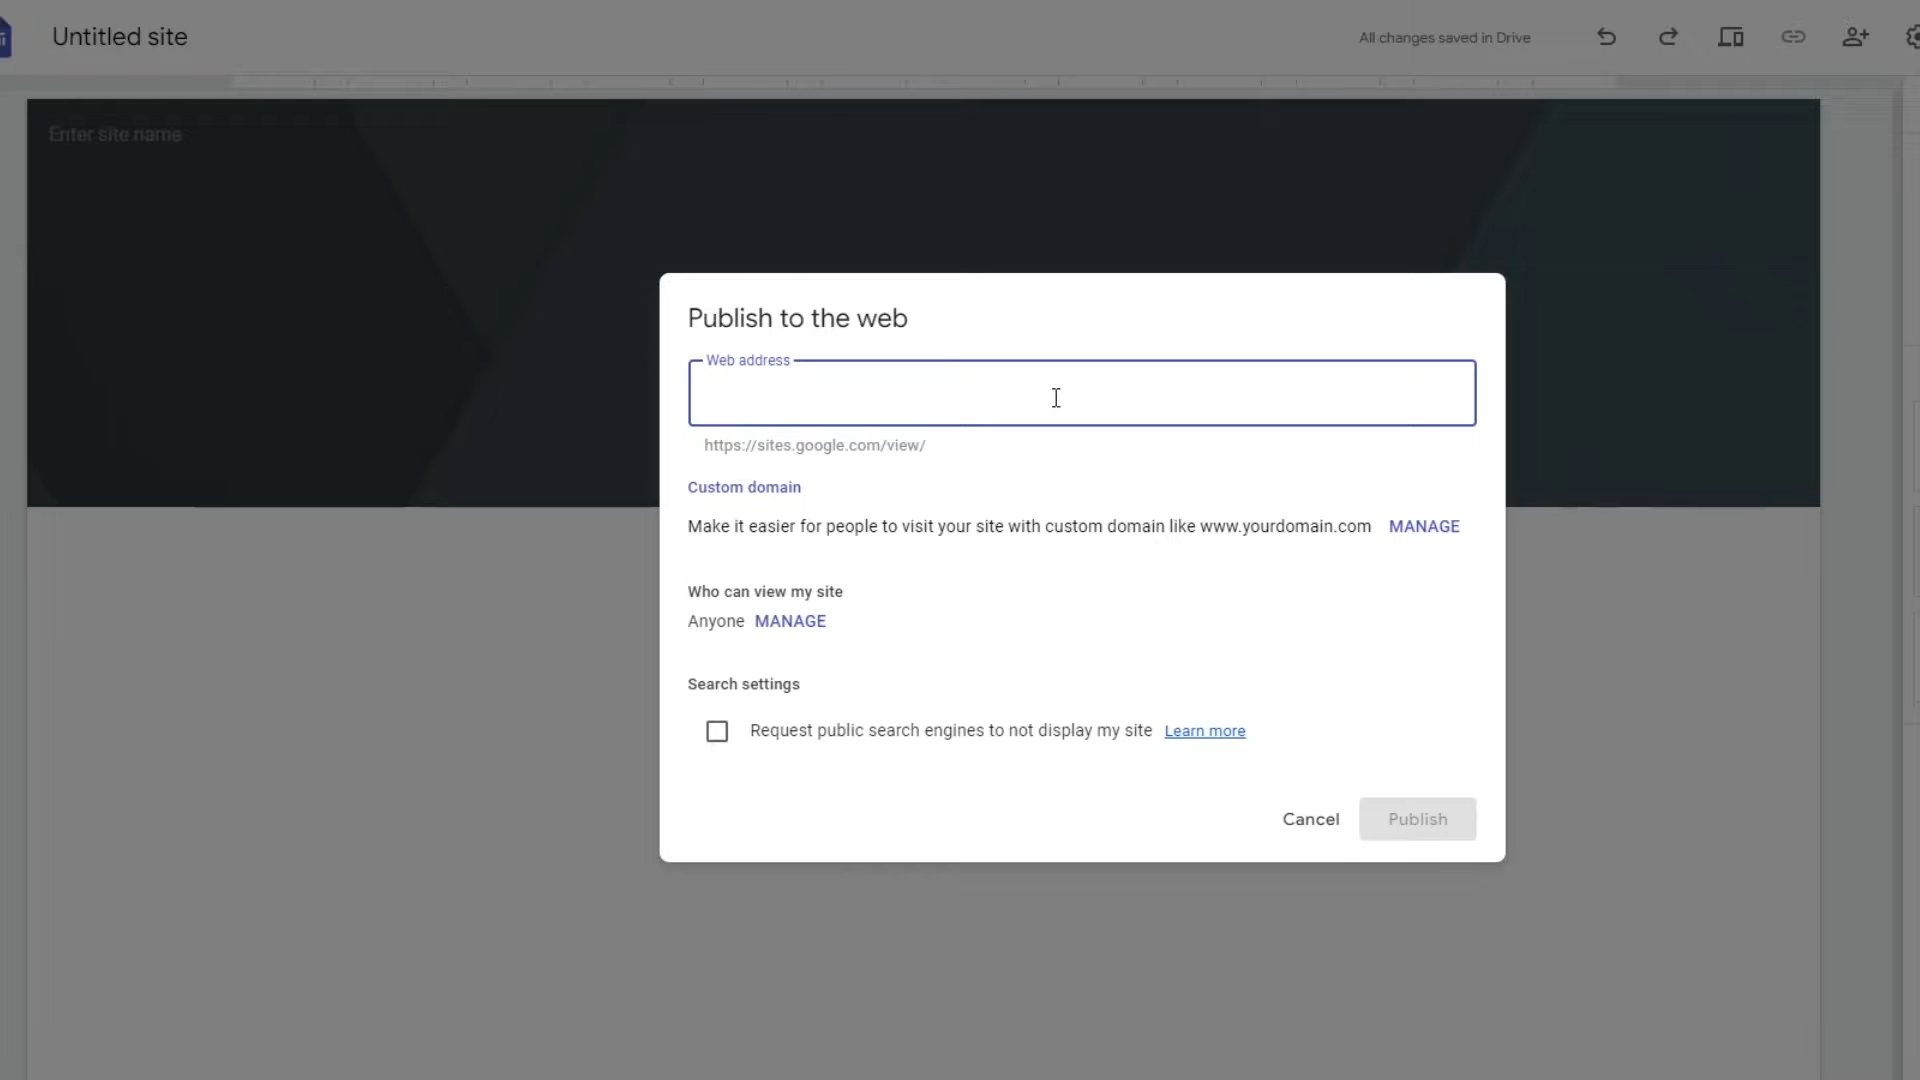 Untitled site
All changes saved in Drive
Enter site name
Publish to the web
Web address
https://sites.google.com/view/
Custom domain
Make it easier for people to visit your site with custom domain like www.yourdomain.com MANAGE
Who can view my site
Anyone MANAGE
Search settings
Request public search engines to not display my site Learn more
Cancel Publish